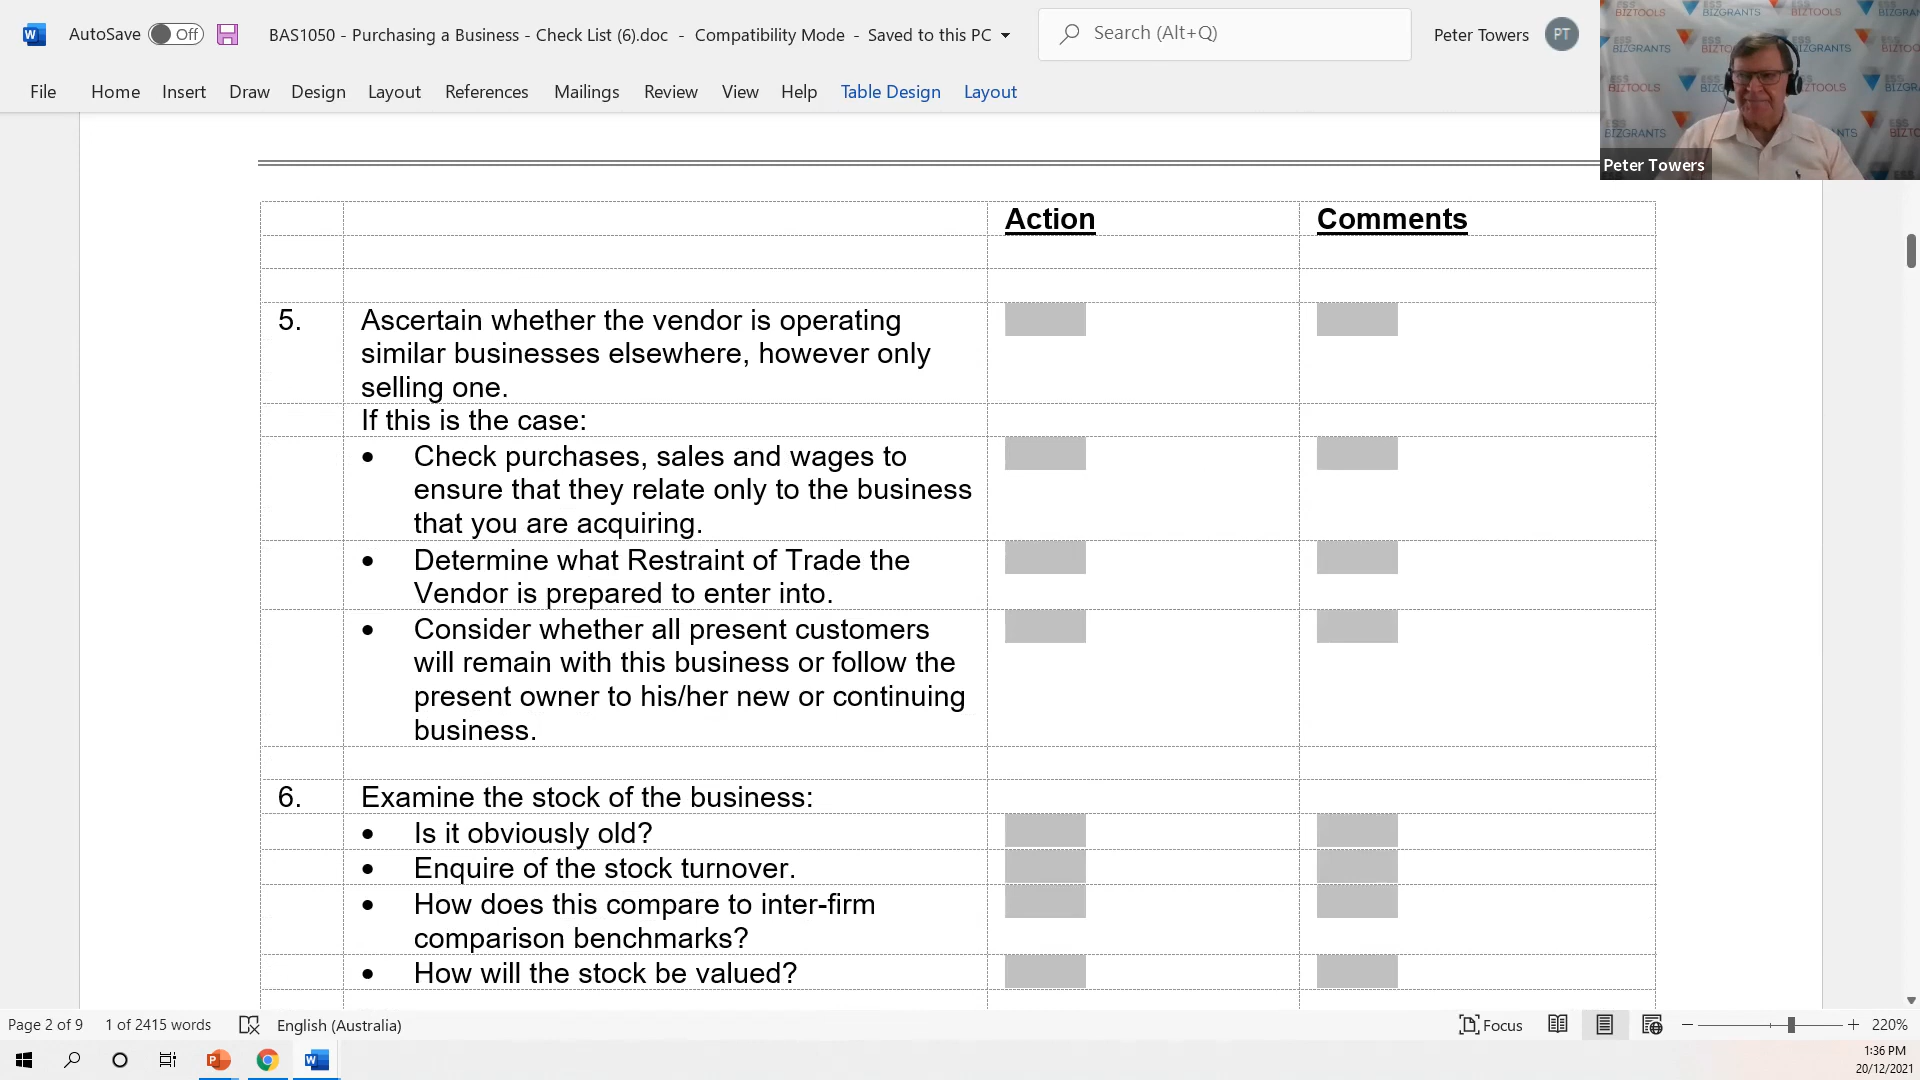 AutoSave Off BAS1050 - Purchasing a Business - Check List (6).doc - Compatibility Mode - Saved to this PC Search (Alt+Q) Peter Towers PT
File Home Insert Draw Design Layout References Mailings Review View Help Table Design Layout
BIZTOOLS BIZGRANTS BIZTOOLS
Peter Towers
Action Comments
5. Ascertain whether the vendor is operating
similar businesses elsewhere, however only
selling one.
If this is the case:
• Check purchases, sales and wages to
ensure that they relate only to the business
that you are acquiring.
• Determine what Restraint of Trade the
Vendor is prepared to enter into.
• Consider whether all present customers
will remain with this business or follow the
present owner to his/her new or continuing
business.
6. Examine the stock of the business:
• Is it obviously old?
• Enquire of the stock turnover.
• How does this compare to inter-firm
comparison benchmarks?
• How will the stock be valued?
Page 2 of 9 1 of 2415 words English (Australia) Focus 220%
1:36 PM
20/12/2021